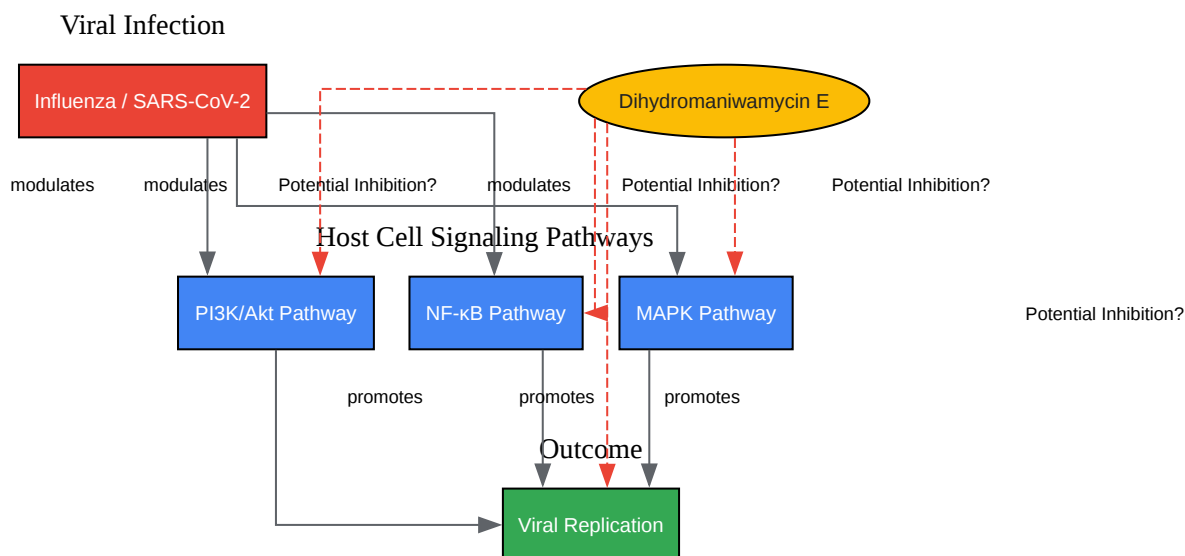 Viral Infection
Influenza / SARS-CoV-2
Dihydromaniwamycin E
modulates
modulates
Potential Inhibition?
modulates
Potential Inhibition?
Potential Inhibition?
Host Cell Signaling Pathways
PI3K/Akt Pathway
NF-κB Pathway
MAPK Pathway
Potential Inhibition?
promotes
promotes
promotes
Outcome
Viral Replication